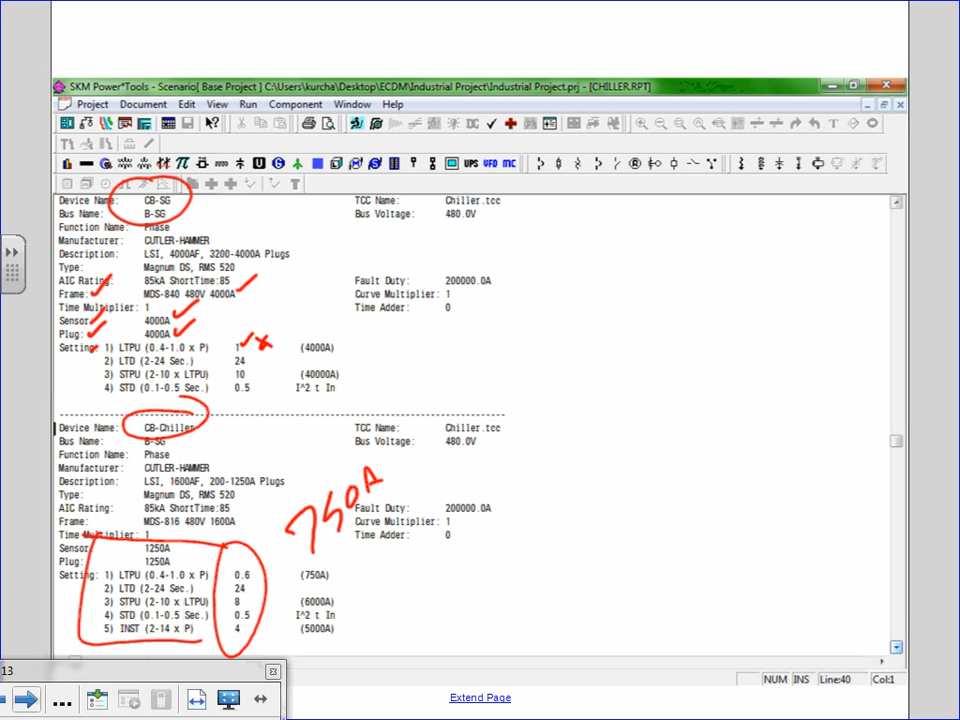 SKM Power*Tools - Scenario[ Base Project ] C:\Users\kurcha\Desktop\ECDM\Industrial Project\Industrial Project.prj - [CHILLER.RPT]
Project Document Edit View Run Component Window Help
DC
UPS VFD MC
Device Name: CB-SG TCC Name: Chiller.tcc
Bus Name: B-SG Bus Voltage: 480.0V
Function Name: Phase
Manufacturer: CUTLER-HAMMER
Description: LSI, 4000AF, 3200-4000A Plugs
Type: Magnum DS, RMS 520
AIC Rating: 85kA ShortTime:85 Fault Duty: 200000.0A
Frame: MDS-840 480V 4000A Curve Multiplier: 1
Time Multiplier: 1 Time Adder: 0
Sensor: 4000A
Plug: 4000A
Setting: 1) LTPU (0.4-1.0 x P) 1 (4000A)
2) LTD (2-24 Sec.) 24
3) STPU (2-10 x LTPU) 10 (40000A)
4) STD (0.1-0.5 Sec.) 0.5 I^2 t In
Device Name: CB-Chiller TCC Name: Chiller.tcc
Bus Name: B-SG Bus Voltage: 480.0V
Function Name: Phase
Manufacturer: CUTLER-HAMMER
Description: LSI, 1600AF, 200-1250A Plugs
Type: Magnum DS, RMS 520
AIC Rating: 85kA ShortTime:85 Fault Duty: 200000.0A
Frame: MDS-816 480V 1600A Curve Multiplier: 1
Time Multiplier: 1 Time Adder: 0
750A
Sensor: 1250A
Plug: 1250A
Setting: 1) LTPU (0.4-1.0 x P) 0.6 (750A)
2) LTD (2-24 Sec.) 24
3) STPU (2-10 x LTPU) 8 (6000A)
4) STD (0.1-0.5 Sec.) 0.5 I^2 t In
5) INST (2-14 x P) 4 (5000A)
13
NUM INS Line:40 Col:1
Extend Page